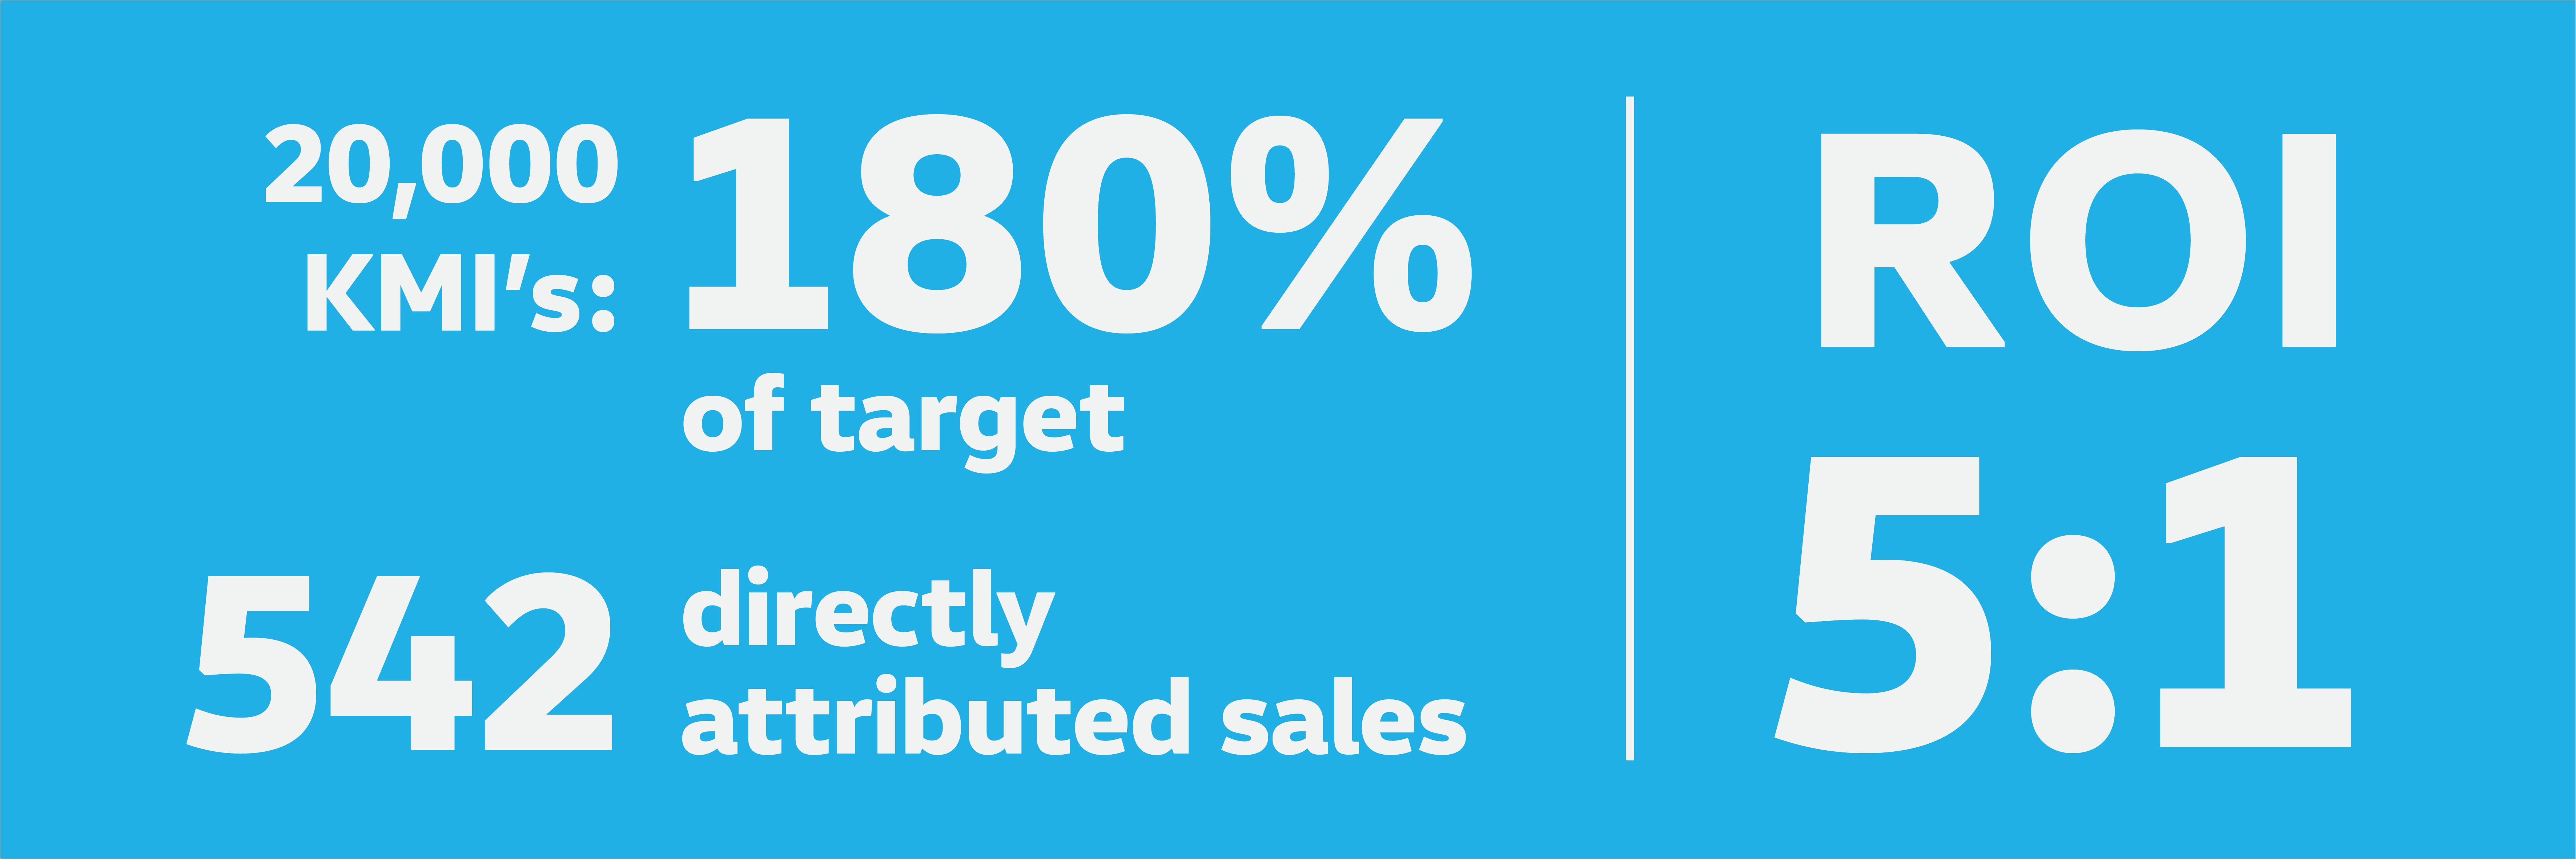 20,000
KMI’s:
180%
of target
542
directly
attributed sales
ROI
5:1